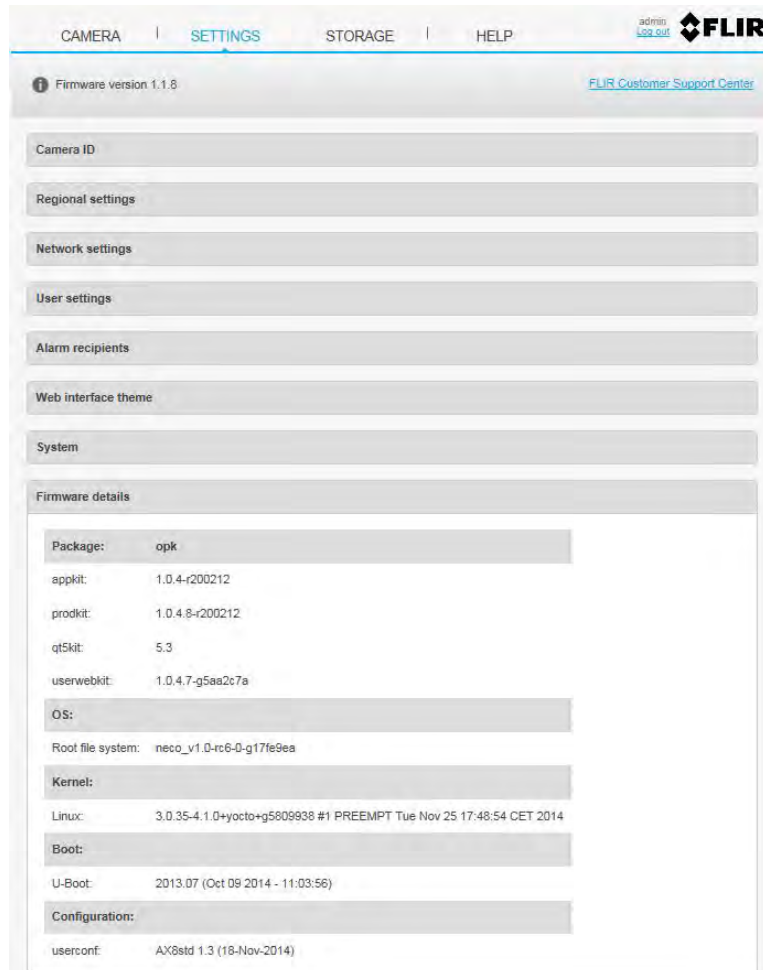 CAMERA | SETTINGS STORAGE | HELP
admin
Log out
FLIR
Firmware version 1.1.8
FLIR Customer Support Center
Camera ID
Regional settings
Network settings
User settings
Alarm recipients
Web interface theme
System
Firmware details
Package: opk
appkit: 1.0.4-r200212
prodkit: 1.0.4.8-r200212
qt5kit: 5.3
userwebkit: 1.0.4.7-g5aa2c7a
OS:
Root file system: neco_v1.0-rc6-0-g17fe9ea
Kernel:
Linux: 3.0.35-4.1.0+yocto+g5809938 #1 PREEMPT Tue Nov 25 17:48:54 CET 2014
Boot:
U-Boot: 2013.07 (Oct 09 2014 - 11:03:56)
Configuration:
userconf: AX8std 1.3 (18-Nov-2014)